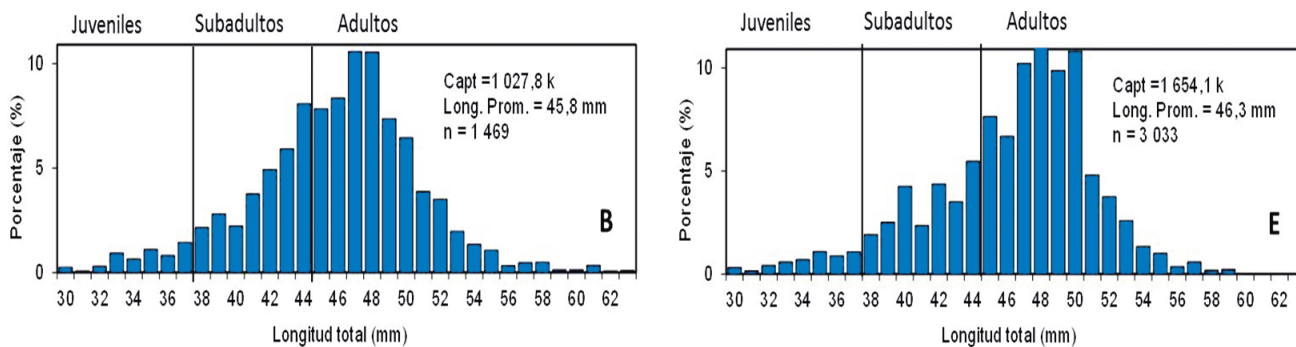 Juveniles Subadultos Adultos
Porcentaje (%)
10
5
0
Capt =1 027,8 k
Long. Prom. = 45,8 mm
n = 1 469
B
30 32 34 36 38 40 42 44 46 48 50 52 54 56 58 60 62
Longitud total (mm)
Juveniles Subadultos Adultos
Porcentaje (%)
10
5
0
Capt =1 654,1 k
Long. Prom. = 46,3 mm
n = 3 033
E
30 32 34 36 38 40 42 44 46 48 50 52 54 56 58 60 62
Longitud total (mm)